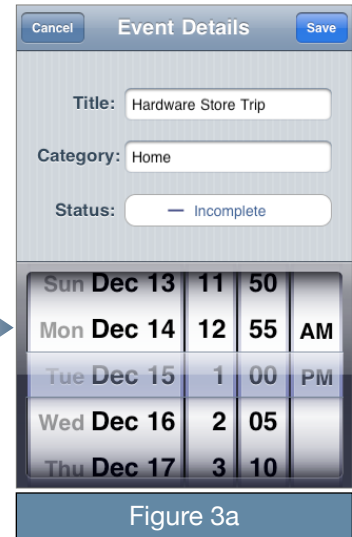 Cancel Event Details Save
Title: Hardware Store Trip
Category: Home
Status: — Incomplete
Sun Dec 13 11 50
Mon Dec 14 12 55 AM
Tue Dec 15 1 00 PM
Wed Dec 16 2 05
Thu Dec 17 3 10
Figure 3a